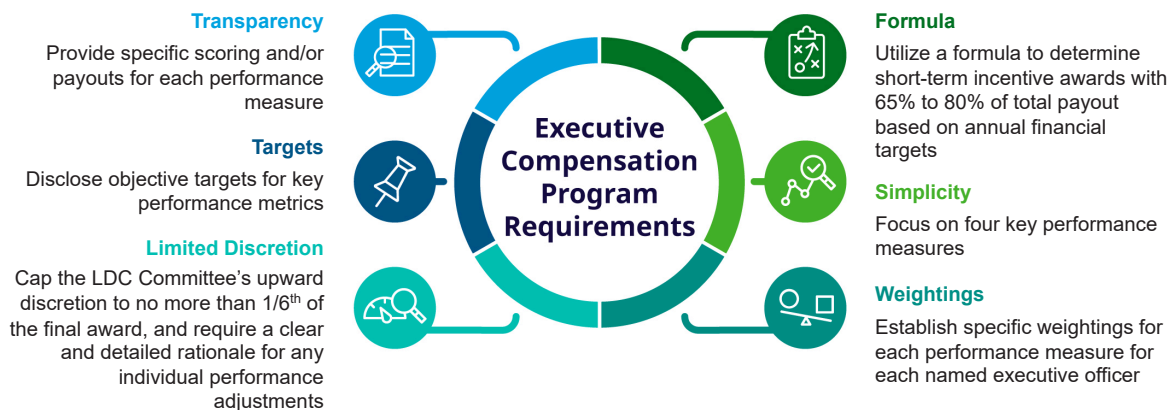 Transparency
Provide specific scoring and/or
payouts for each performance
measure
Targets
Disclose objective targets for key
performance metrics
Limited Discretion
Cap the LDC Committee’s upward
discretion to no more than 1/6th of
the final award, and require a clear
and detailed rationale for any
individual performance
adjustments
Executive
Compensation
Program
Requirements
Formula
Utilize a formula to determine
short-term incentive awards with
65% to 80% of total payout
based on annual financial
targets
Simplicity
Focus on four key performance
measures
Weightings
Establish specific weightings for
each performance measure for
each named executive officer